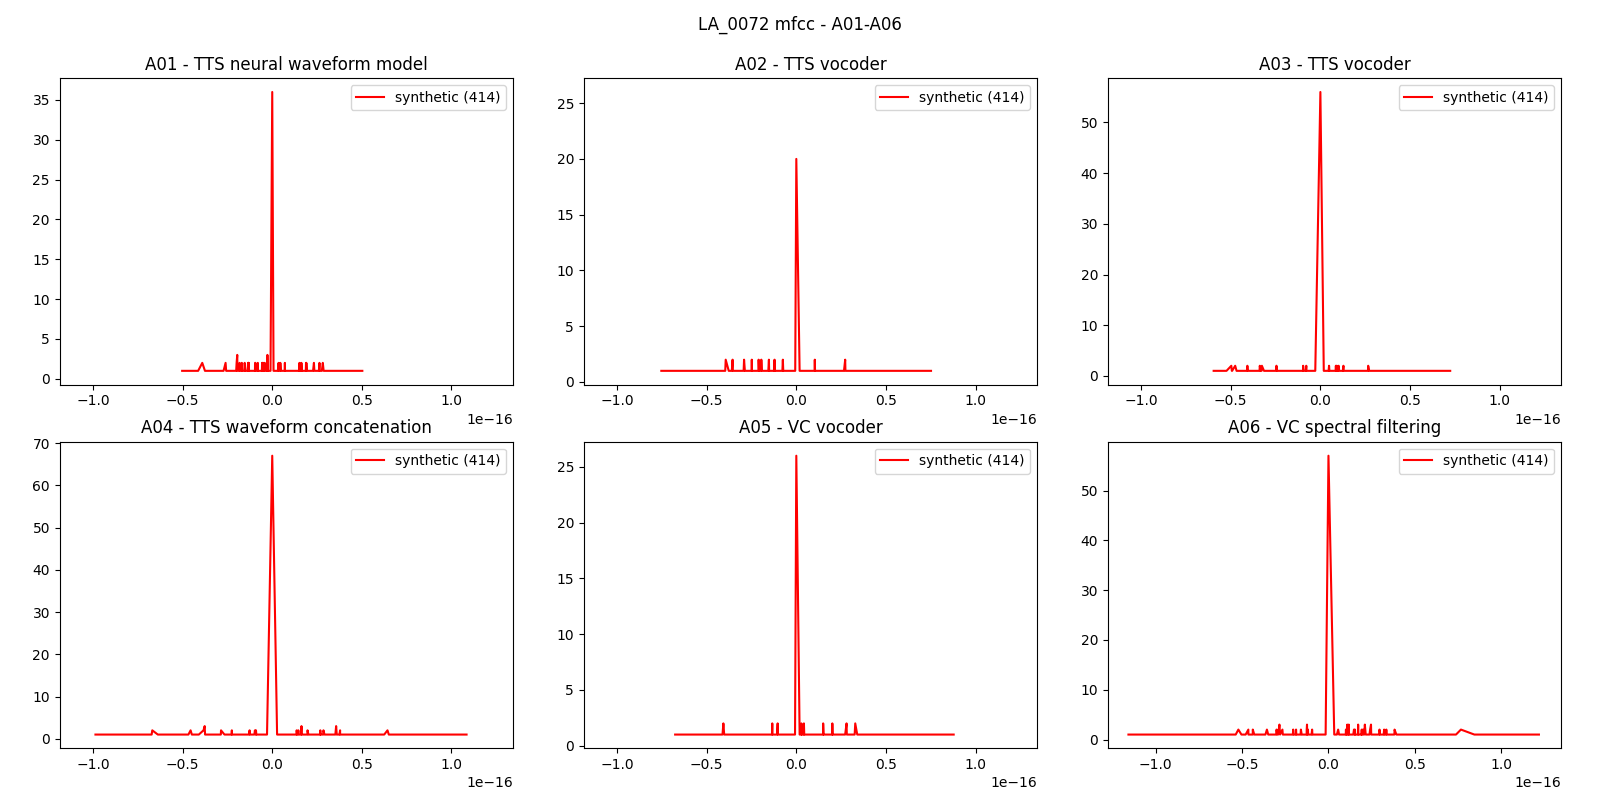 LA_0072 mfcc - A01-A06
A01 - TTS neural waveform model
synthetic (414)
35
30
25
20
15
10
5
0
−1.0 −0.5 0.0 0.5 1.0
1e−16
A02 - TTS vocoder
synthetic (414)
25
20
15
10
5
0
−1.0 −0.5 0.0 0.5 1.0
1e−16
A03 - TTS vocoder
synthetic (414)
50
40
30
20
10
0
−1.0 −0.5 0.0 0.5 1.0
1e−16
A04 - TTS waveform concatenation
synthetic (414)
70
60
50
40
30
20
10
0
−1.0 −0.5 0.0 0.5 1.0
1e−16
A05 - VC vocoder
synthetic (414)
25
20
15
10
5
0
−1.0 −0.5 0.0 0.5 1.0
1e−16
A06 - VC spectral filtering
synthetic (414)
50
40
30
20
10
0
−1.0 −0.5 0.0 0.5 1.0
1e−16